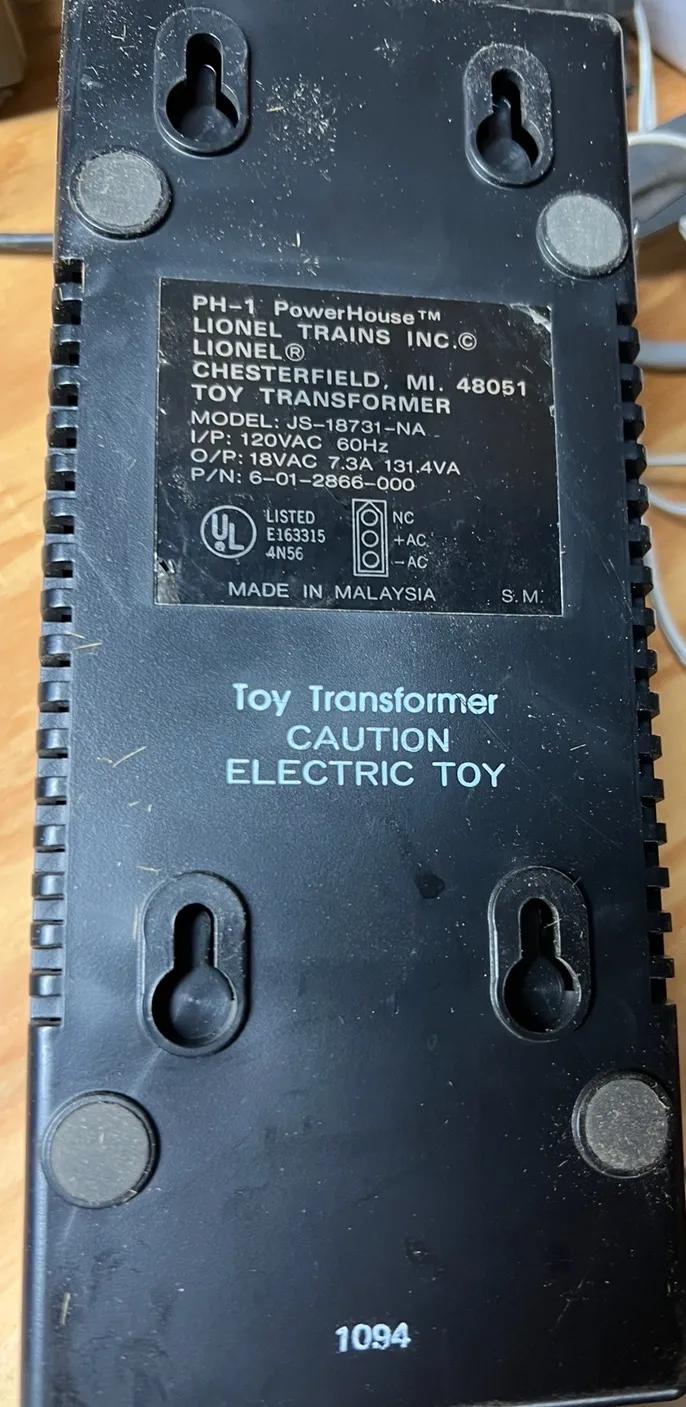 PH-1 PowerHouse™
LIONEL TRAINS INC.©
LIONEL®
CHESTERFIELD, MI. 48051
TOY TRANSFORMER
MODEL: JS-18731-NA
I/P: 120VAC 60Hz
O/P: 18VAC 7.3A 131.4VA
P/N: 6-01-2866-000
UL
LISTED
E163315
4N56
NC
+AC
-AC
MADE IN MALAYSIA S.M.
Toy Transformer
CAUTION
ELECTRIC TOY
1094